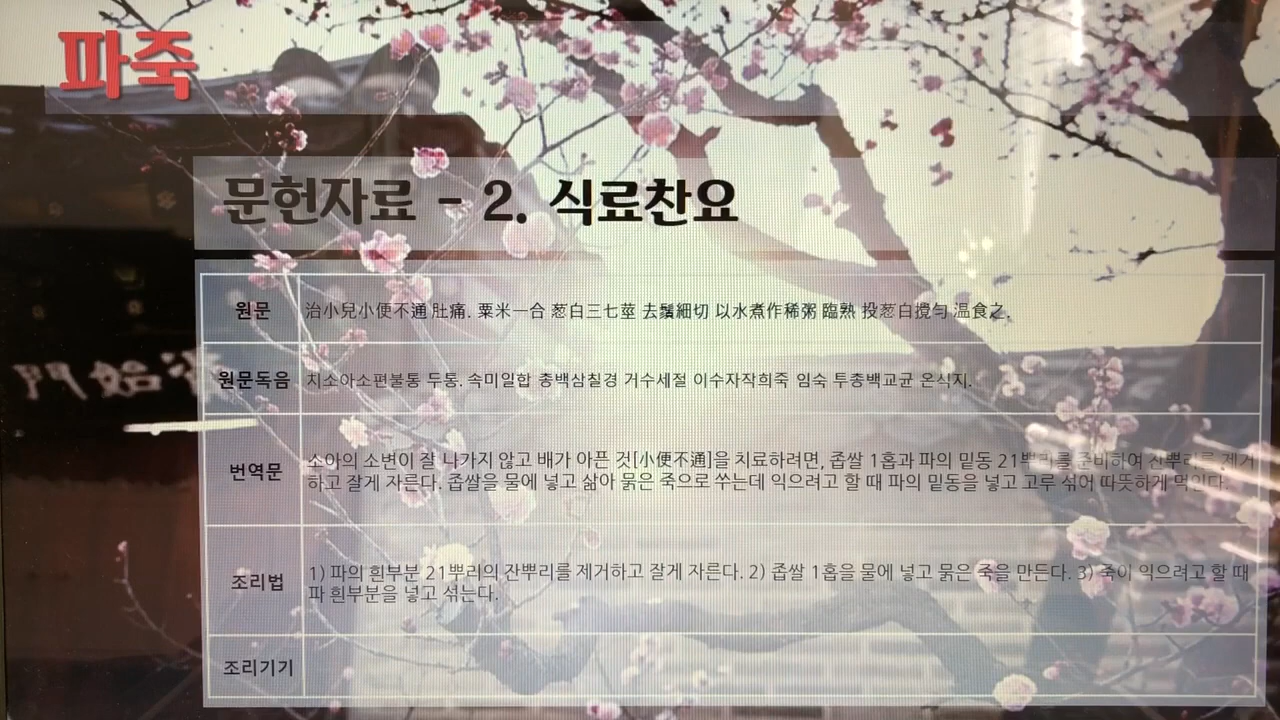 파죽
문헌자료 - 2. 식료찬요
원문
治小兒小便不通 肚痛. 粟米一合 葱白三七莖 去鬚細切 以水煮作稀粥 臨熟 投葱白攪勻 温食之.
원문독음
치소아소편불통 두통. 속미일합 총백삼칠경 거수세절 이수자작희죽 임숙 투총백교균 온식지.
번역문
소아의 소변이 잘 나가지 않고 배가 아픈 것[小便不通]을 치료하려면, 좁쌀 1홉과 파의 밑동 21뿌리를 준비하여 잔뿌리를 제거
하고 잘게 자른다. 좁쌀을 물에 넣고 삶아 묽은 죽으로 쑤는데 익으려고 할 때 파의 밑동을 넣고 고루 섞어 따뜻하게 먹인다.
조리법
1) 파의 흰부분 21뿌리의 잔뿌리를 제거하고 잘게 자른다. 2) 좁쌀 1홉을 물에 넣고 묽은 죽을 만든다. 3) 죽이 익으려고 할 때
파 흰부분을 넣고 섞는다.
조리기기